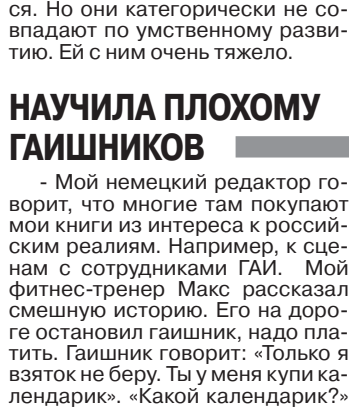 ся. Но они категорически не со-
впадают по умственному разви-
тию. Ей с ним очень тяжело.
НАУЧИЛА ПЛОХОМУ
ГАИШНИКОВ
- Мой немецкий редактор го-
ворит, что многие там покупают
мои книги из интереса к россий-
ским реалиям. Например, к сце-
нам с сотрудниками ГАИ. Мой
фитнес-тренер Макс рассказал
смешную историю. Его на доро-
ге остановил гаишник, надо пла-
тить. Гаишник говорит: «Только я
взяток не беру. Ты у меня купи ка-
лендарик». «Какой календарик?»